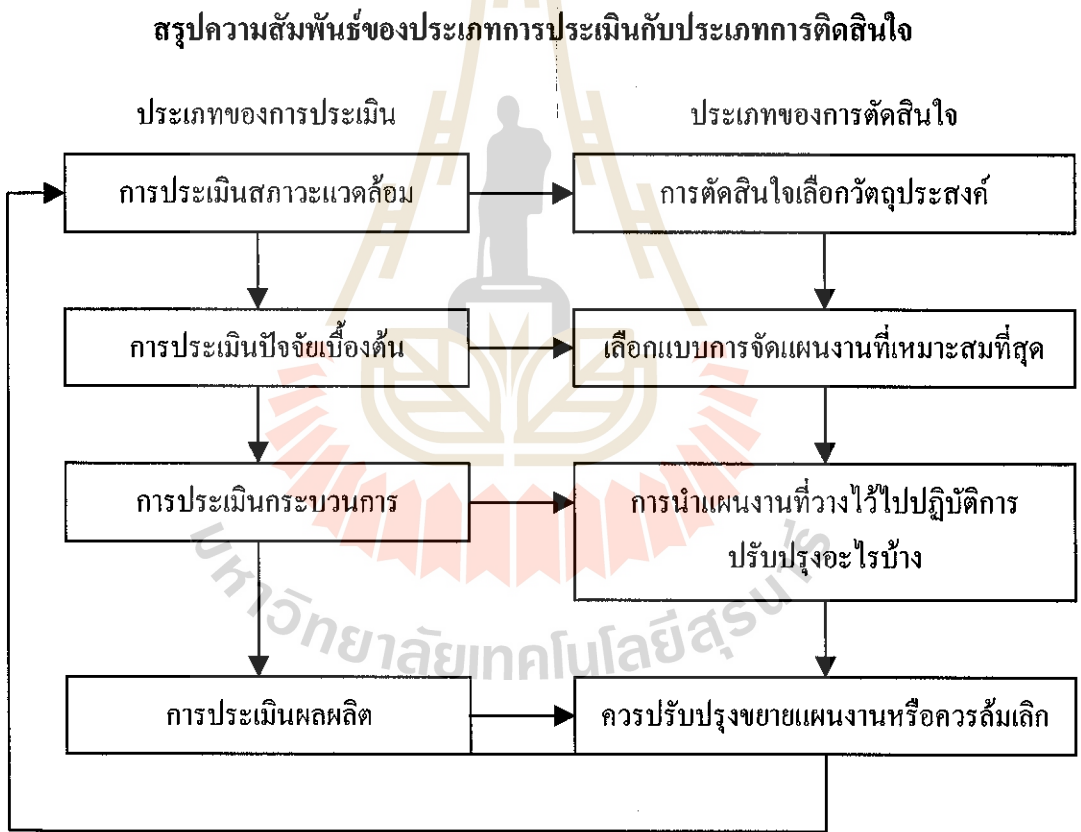 สรุปความสัมพันธ์ของประเภทการประเมินกับประเภทการติดสินใจ
ประเภทของการประเมิน
ประเภทของการตัดสินใจ
การประเมินสภาวะแวดล้อม
การตัดสินใจเลือกวัตถุประสงค์
การประเมินปัจจัยเบื้องต้น
เลือกแบบการจัดแผนงานที่เหมาะสมที่สุด
การประเมินกระบวนการ
การนำแผนงานที่วางไว้ไปปฏิบัติการ
ปรับปรุงอะไรบ้าง
การประเมินผลผลิต
ควรปรับปรุงขยายแผนงานหรือควรล้มเลิก
มหาวิทยาลัยเทคโนโลยีสุรนารี